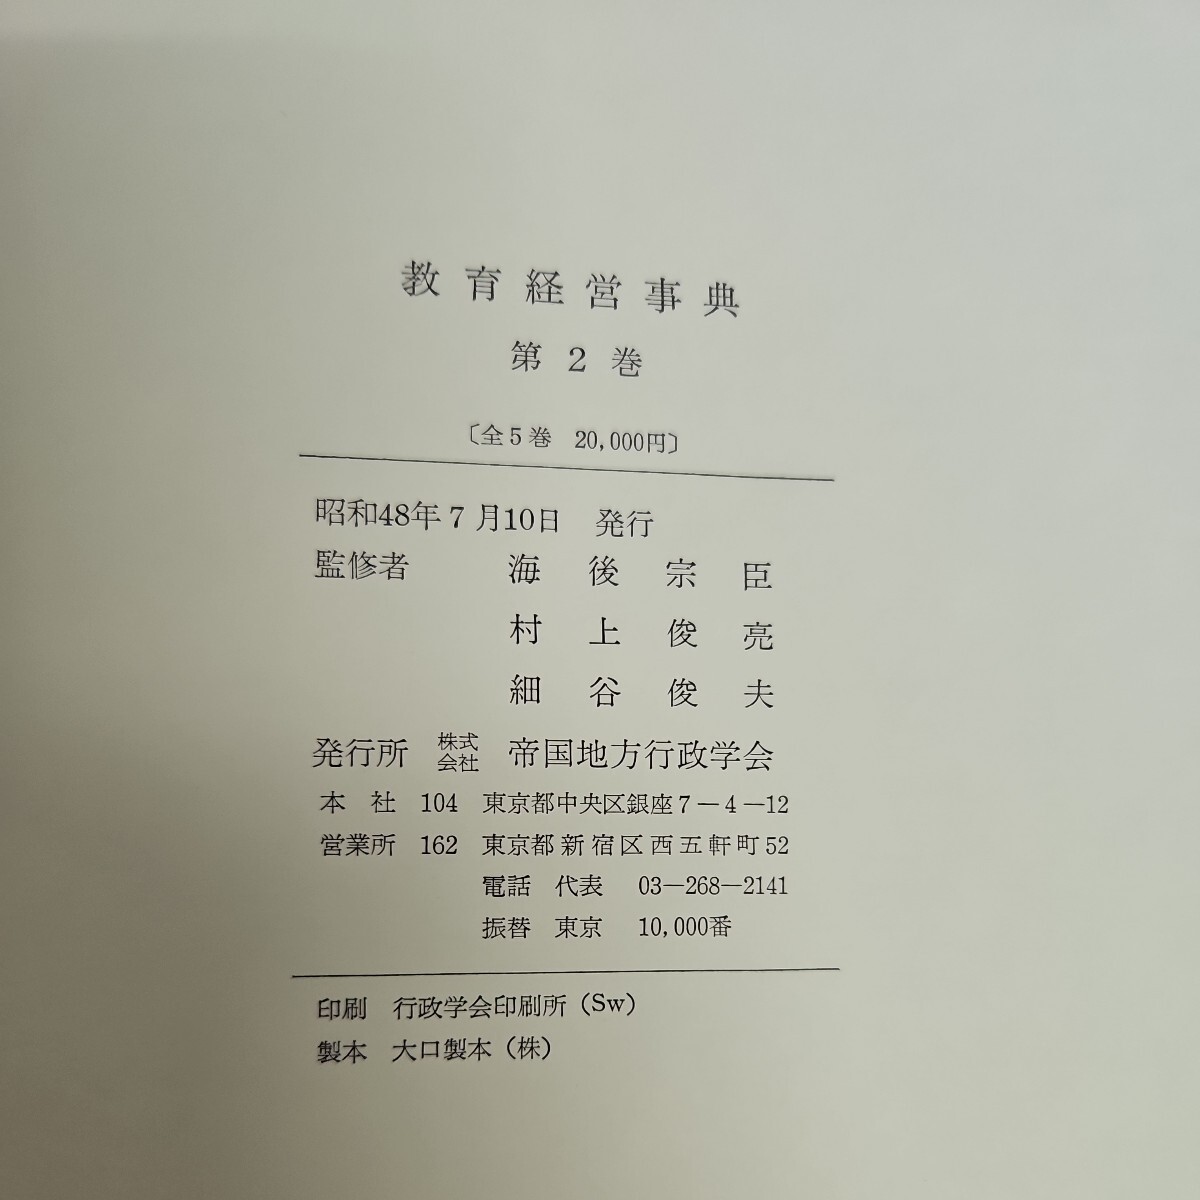 教育経営事典
第2巻
〔全5巻 20,000円〕
昭和48年7月10日 発行
監修者 海後宗臣
村上俊亮
細谷俊夫
発行所 株式会社 帝国地方行政学会
本社 104 東京都中央区銀座7―4―12
営業所 162 東京都新宿区西五軒町52
電話 代表 03―268―2141
振替 東京 10,000番
印刷 行政学会印刷所（Sw）
製本 大口製本（株）